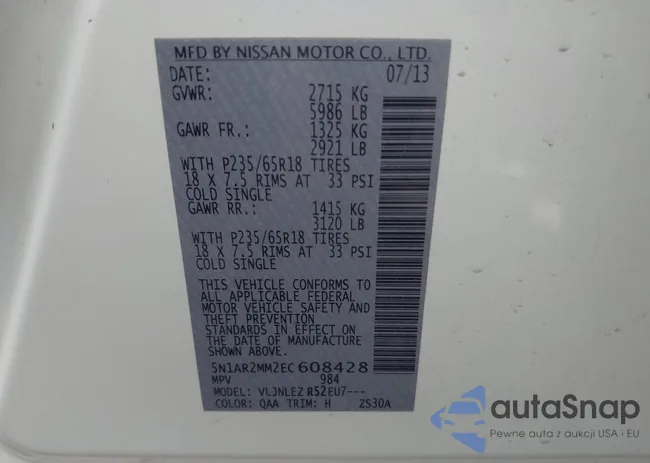 MFD BY NISSAN MOTOR CO., LTD.
DATE: 07/13
GVWR: 2715 KG
5986 LB
GAWR FR.: 1325 KG
2921 LB
WITH P235/65R18 TIRES
18 X 7.5 RIMS AT 33 PSI
COLD SINGLE
GAWR RR.: 1415 KG
3120 LB
WITH P235/65R18 TIRES
18 X 7.5 RIMS AT 33 PSI
COLD SINGLE
THIS VEHICLE CONFORMS TO
ALL APPLICABLE FEDERAL
MOTOR VEHICLE SAFETY AND
THEFT PREVENTION
STANDARDS IN EFFECT ON
THE DATE OF MANUFACTURE
SHOWN ABOVE.
5N1AR2MM2EC608428
MPV 984
MODEL: VLJNLEZ R52EU7---
COLOR: QAA TRIM: H ZS30A
autaSnap
Pewne auta z aukcji USA i EU